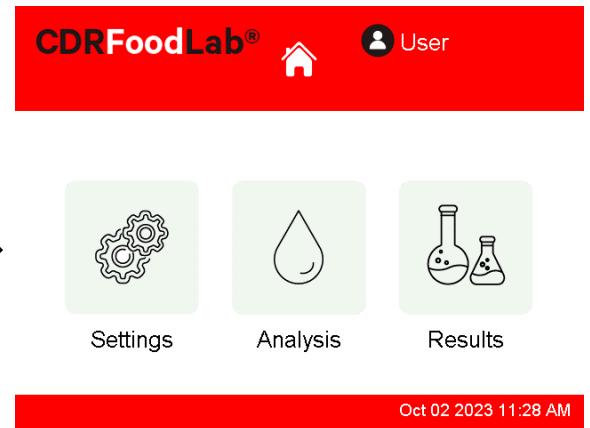 CDRFoodLab®
User
Settings
Analysis
Results
Oct 02 2023 11:28 AM